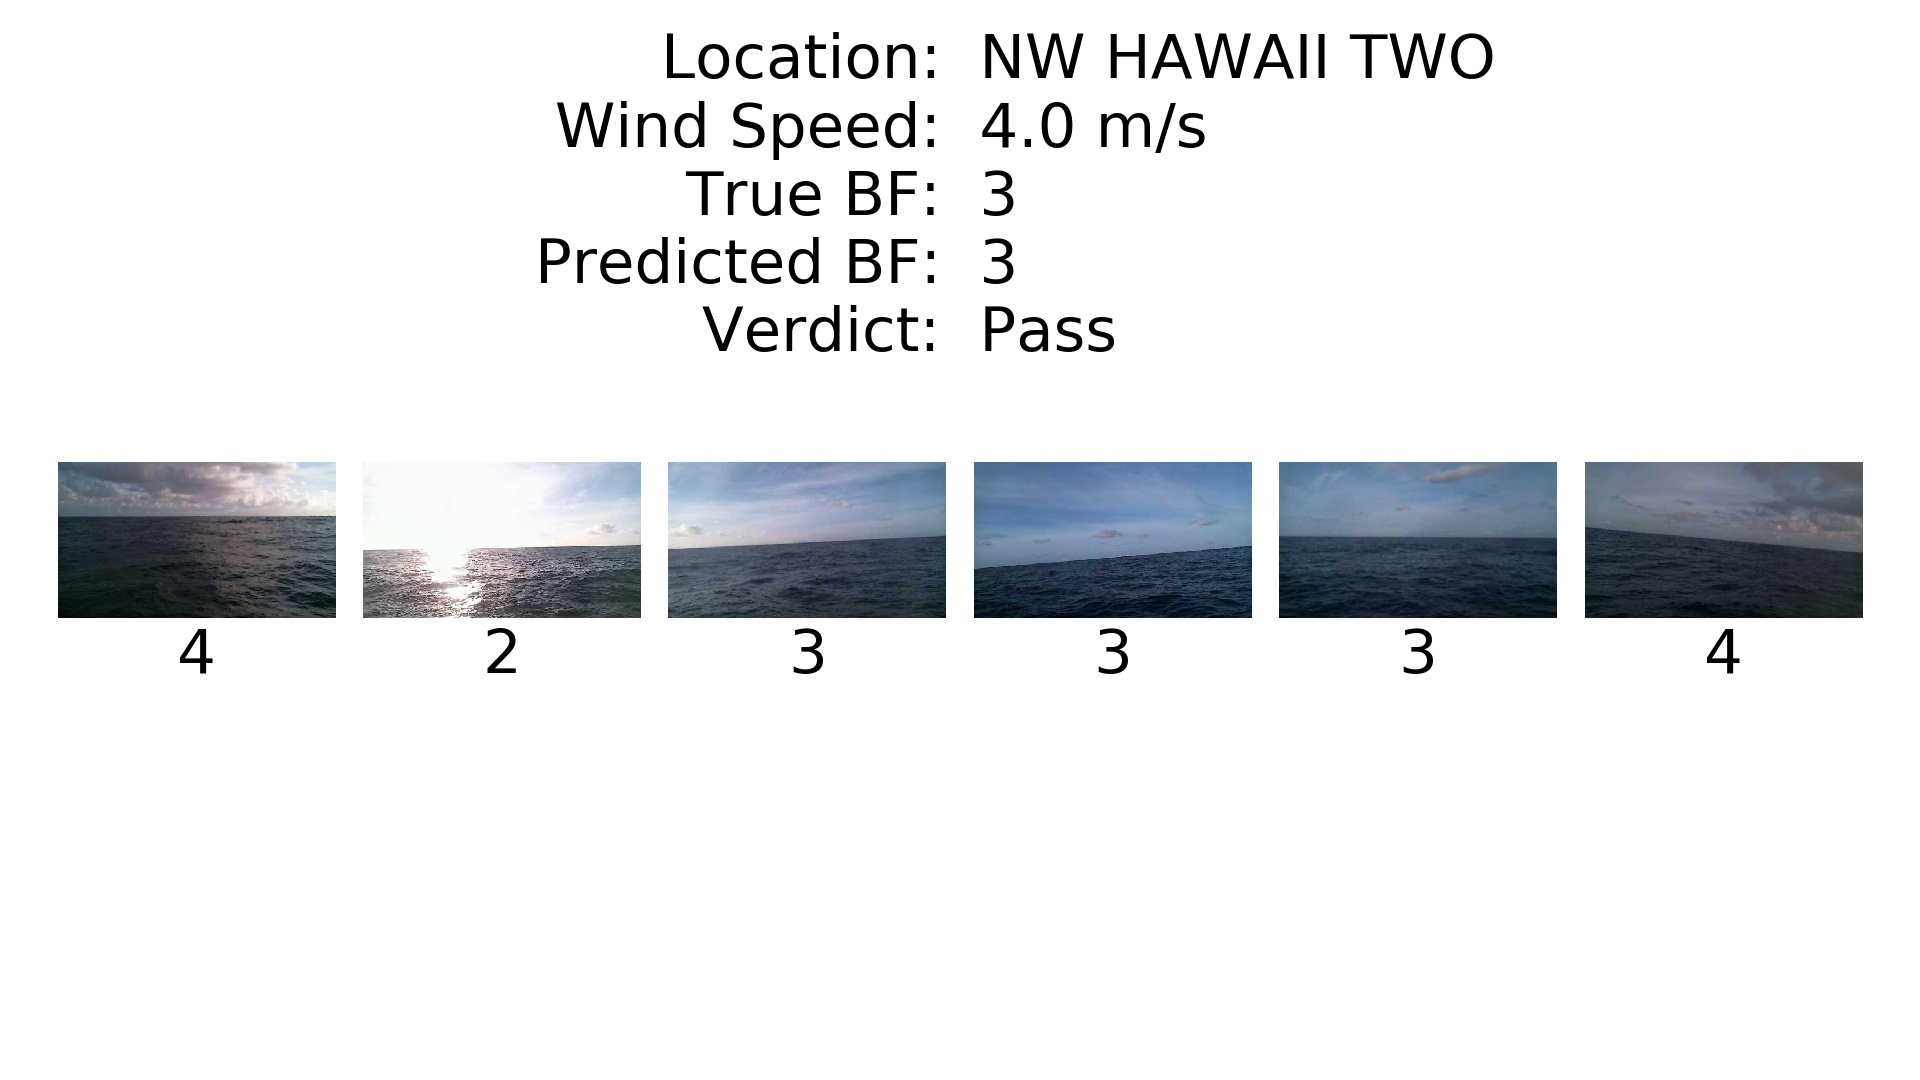 Location: NW HAWAII TWO
Wind Speed: 4.0 m/s
True BF: 3
Predicted BF: 3
Verdict: Pass
4 2 3 3 3 4